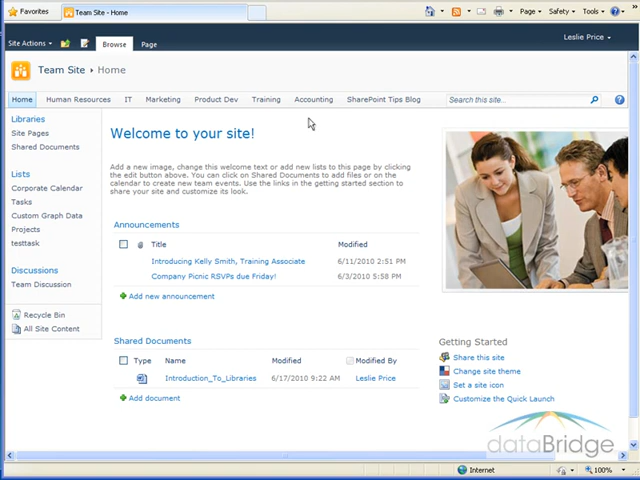 Favorites
Team Site - Home
Page
Safety
Tools
Site Actions
Browse
Page
Leslie Price
Team Site
Home
Home
Human Resources
IT
Marketing
Product Dev
Training
Accounting
SharePoint Tips Blog
Search this site...
Libraries
Site Pages
Shared Documents
Lists
Corporate Calendar
Tasks
Custom Graph Data
Projects
testtask
Discussions
Team Discussion
Recycle Bin
All Site Content
Welcome to your site!
Add a new image, change this welcome text or add new lists to this page by clicking
the edit button above. You can click on Shared Documents to add files or on the
calendar to create new team events. Use the links in the getting started section to
share your site and customize its look.
Announcements
Title Modified
Introducing Kelly Smith, Training Associate 6/11/2010 2:51 PM
Company Picnic RSVPs due Friday! 6/3/2010 5:58 PM
Add new announcement
Shared Documents
Type Name Modified Modified By
Introduction_To_Libraries 6/17/2010 9:22 AM Leslie Price
Add document
Getting Started
Share this site
Change site theme
Set a site icon
Customize the Quick Launch
dataBridge
Internet
100%